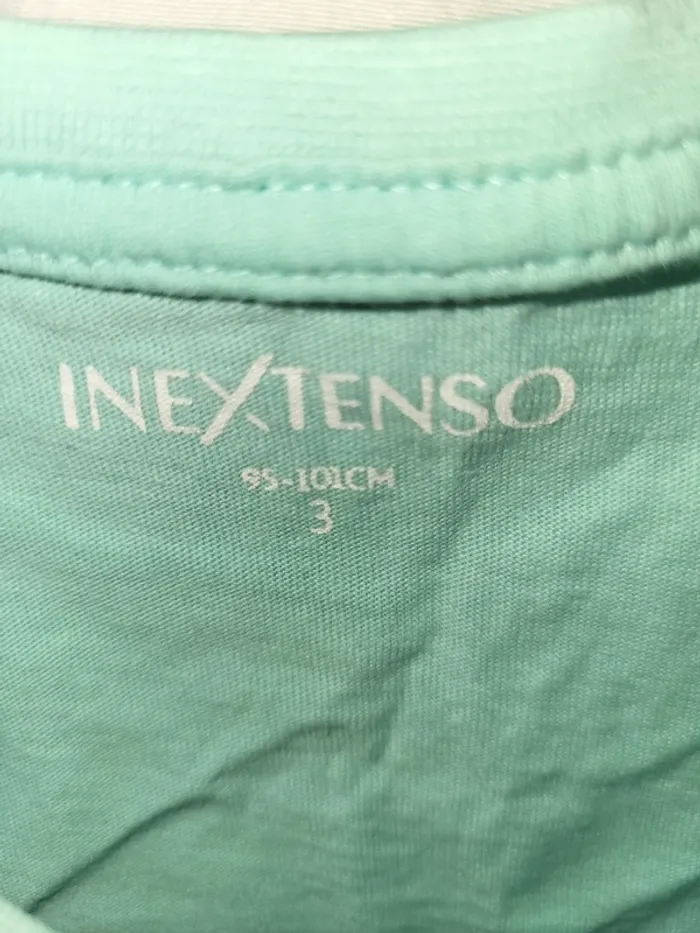 INEXTENSO
95-101CM
3